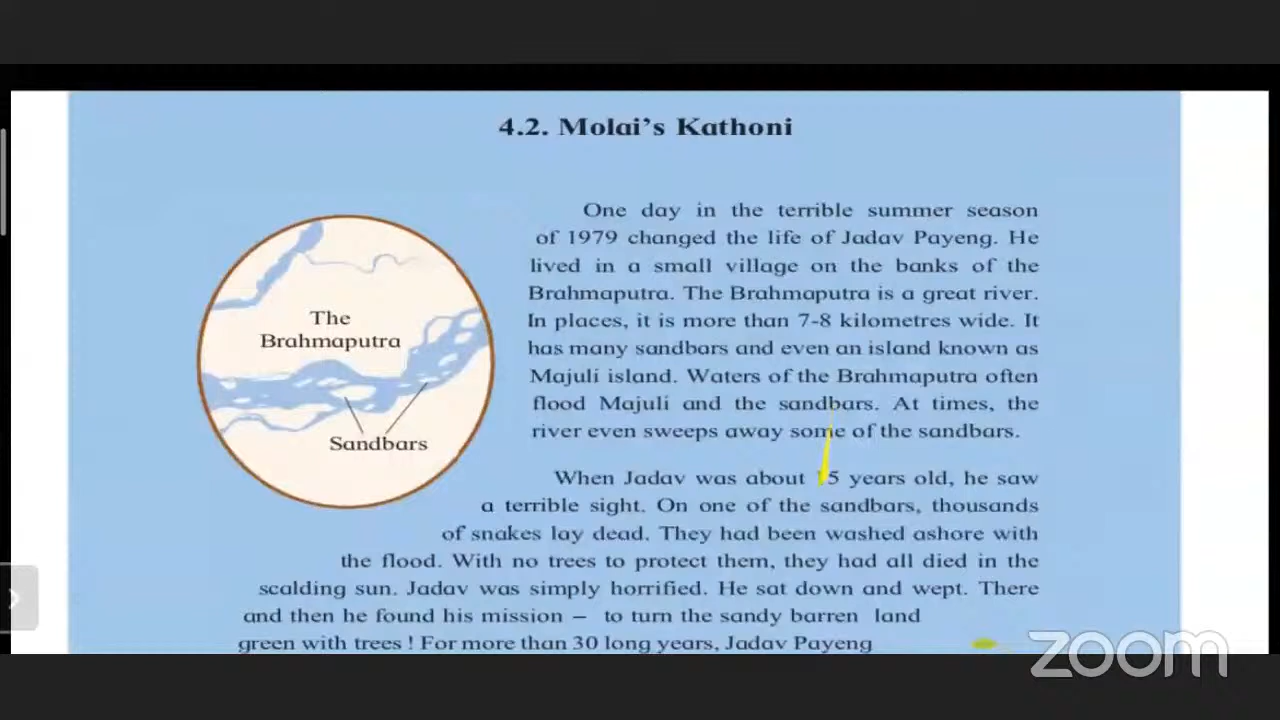 4.2. Molai's Kathoni
One day in the terrible summer season
of 1979 changed the life of Jadav Payeng. He
lived in a small village on the banks of the
Brahmaputra. The Brahmaputra is a great river.
In places, it is more than 7-8 kilometres wide. It
has many sandbars and even an island known as
Majuli island. Waters of the Brahmaputra often
flood Majuli and the sandbars. At times, the
river even sweeps away some of the sandbars.
The
Brahmaputra
Sandbars
When Jadav was about 15 years old, he saw
a terrible sight. On one of the sandbars, thousands
of snakes lay dead. They had been washed ashore with
the flood. With no trees to protect them, they had all died in the
scalding sun. Jadav was simply horrified. He sat down and wept. There
and then he found his mission – to turn the sandy barren land
green with trees ! For more than 30 long years, Jadav Payeng
zoom